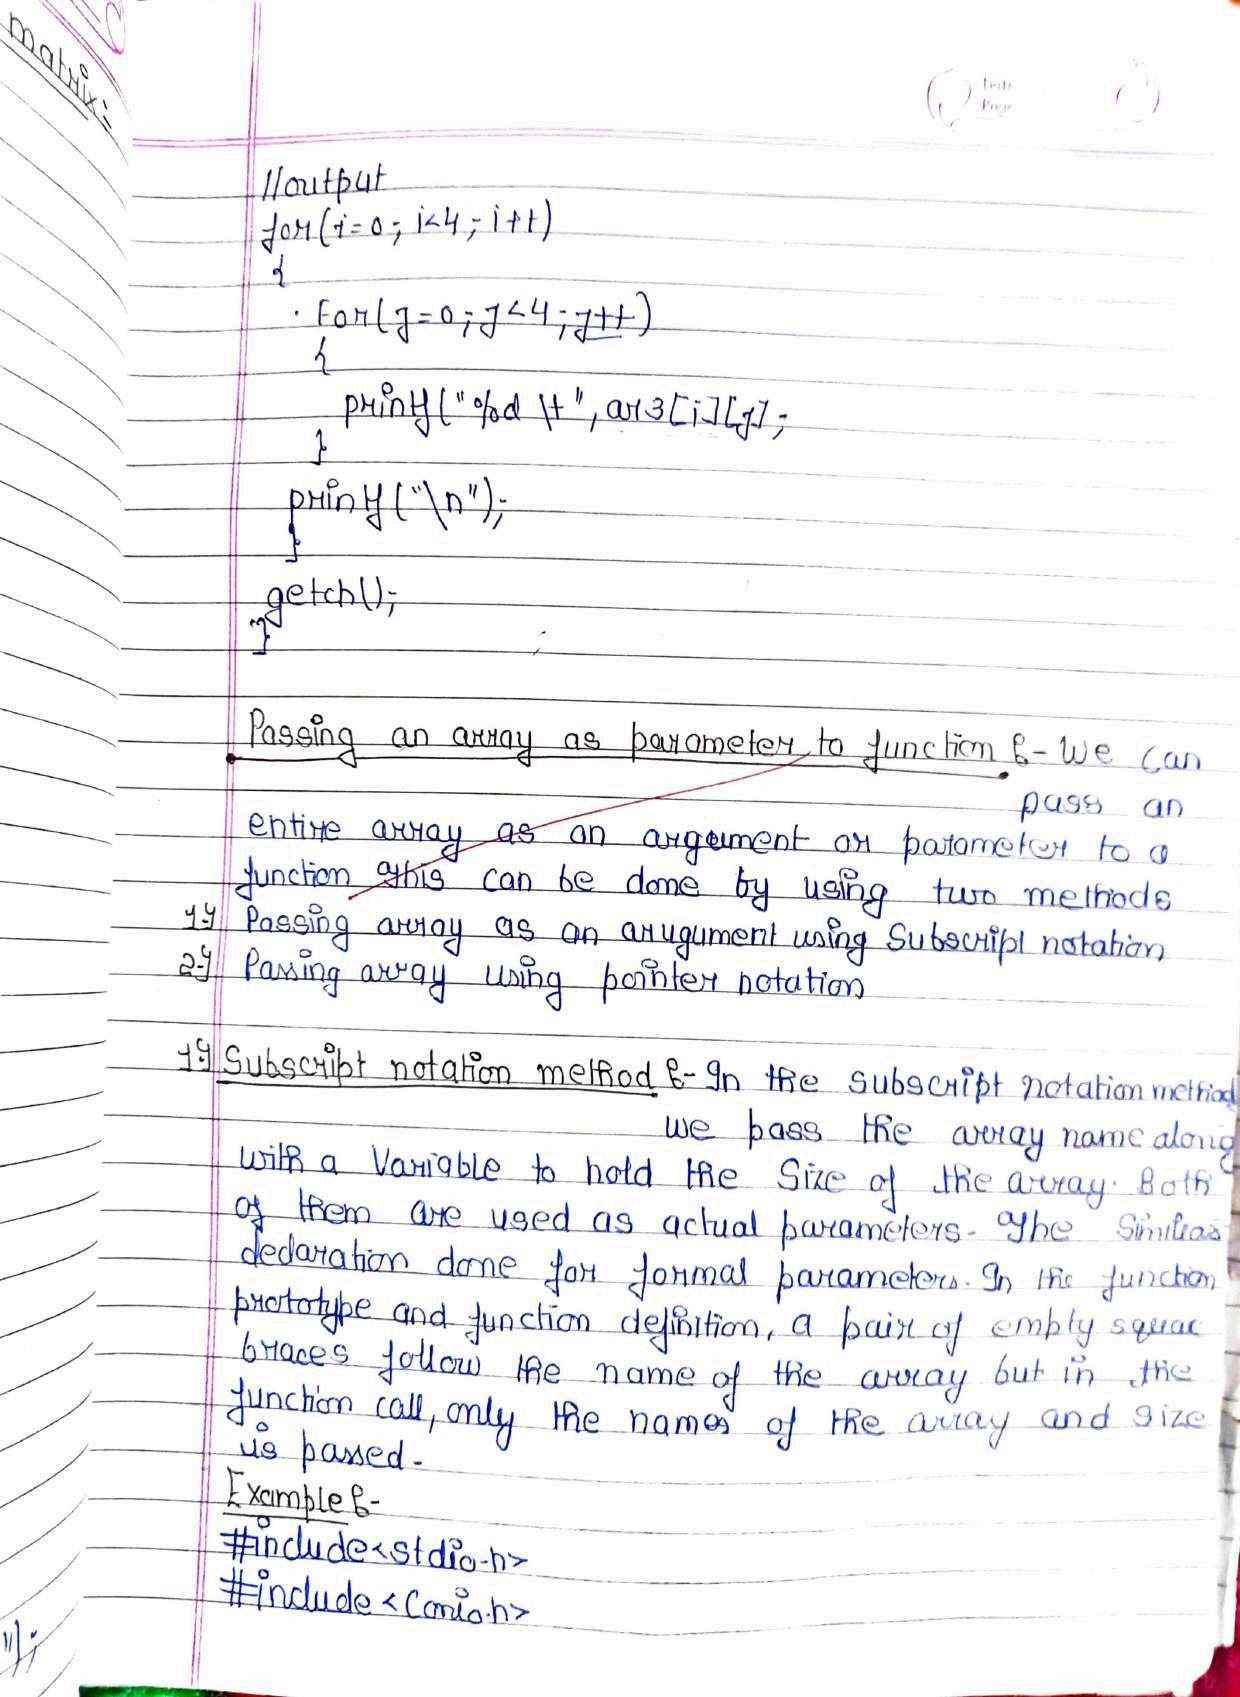 matrix:-
//output
for(i=0; i<4; i++)
{
For(j=0; j<4; j++)
{
printf("%d \t", ar3[i][j];
}
printf("\n");
}
getch();
}
Passing an array as parameter to function :- We can
pass an
entire array as an argument or parameter to a
function This can be done by using two methods
1) Passing array as an arugument using Subscript notation
2) Passing array using pointer notation
1) Subscript notation method :- In the subscript notation method
we pass the array name along
with a Variable to hold the Size of the array. Both
of them are used as actual parameters. The
declaration done for formal parameters. In the function
prototype and function definition, a pair of empty squar
braces follow the name of the array but in the
function call, only the names of the array and size
is passed.
Example :-
#include<stdio.h>
#include<conio.h>
");